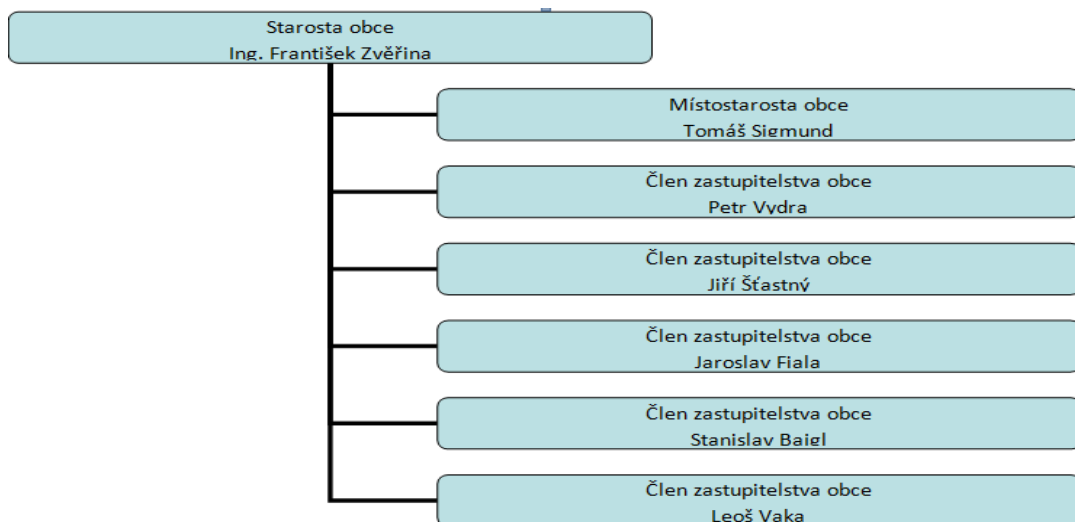 Starosta obce
Ing. František Zvěřina
Místostarosta obce
Tomáš Sigmund
Člen zastupitelstva obce
Petr Vydra
Člen zastupitelstva obce
Jiří Šťastný
Člen zastupitelstva obce
Jaroslav Fiala
Člen zastupitelstva obce
Stanislav Bajgl
Člen zastupitelstva obce
Leoš Vaka